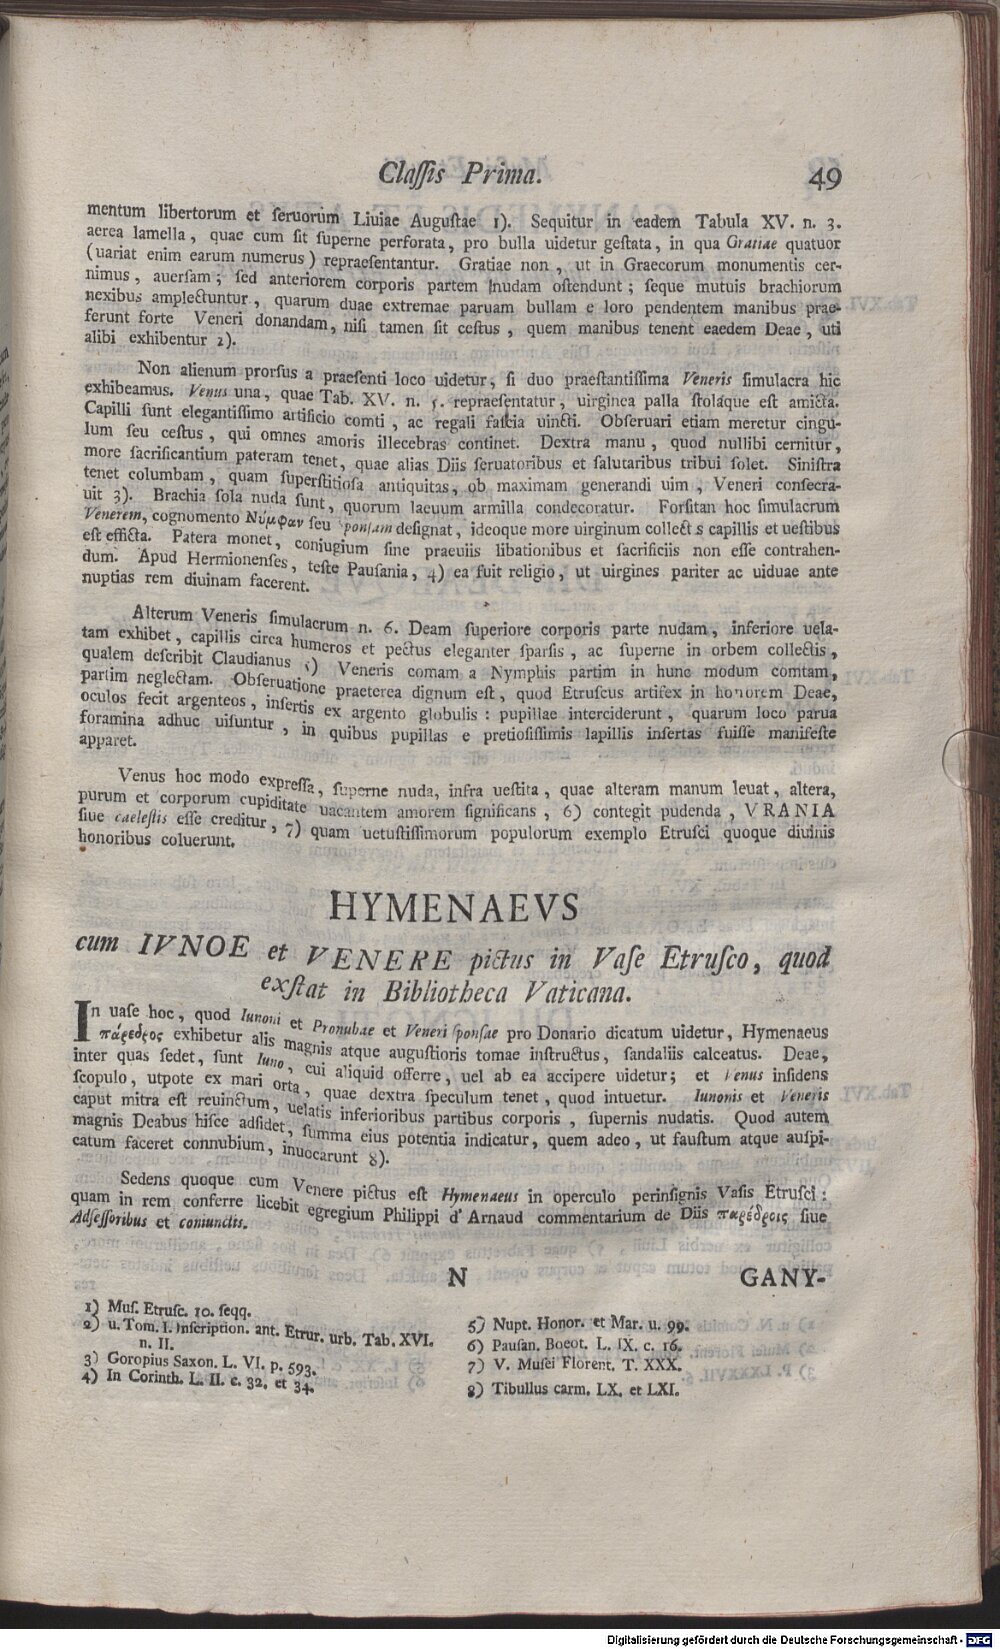 Claſſis Prima. 49
mentum libertorum et ſeruorum Liuiae Auguſtae 1). Sequitur in eadem Tabula XV. n. 3.
aerea lamella, quae cum ſit ſuperne perforata, pro bulla uidetur geſtata, in qua Gratiae quatuor
(uariat enim earum numerus) repraeſentantur. Gratiae non, ut in Graecorum monumentis cer-
nimus, auerſam; ſed anteriorem corporis partem nudam oſtendunt; ſeque mutuis brachiorum
nexibus amplectuntur, quarum duae extremae paruam bullam e loro pendentem manibus prae-
ferunt forte Veneri donandam, niſi tamen ſit ceſtus, quem manibus tenent eaedem Deae, uti
alibi exhibentur 2).
Non alienum prorſus a praeſenti loco uidetur, ſi duo praeſtantiſſima Veneris ſimulacra hic
exhibeamus. Venus una, quae Tab. XV. n. 5. repraeſentatur, uirginea palla ſtolaque eſt amicta.
Capilli ſunt elegantiſſimo artificio comti, ac regali faſcia uincti. Obſeruari etiam meretur cingu-
lum ſeu ceſtus, qui omnes amoris illecebras continet. Dextra manu, quod nullibi cernitur,
more ſacrificantium pateram tenet, quae alias Diis ſeruatoribus et ſalutaribus tribui ſolet. Siniſtra
tenet columbam, quam ſuperſtitioſa antiquitas, ob maximam generandi uim, Veneri conſecra-
uit 3). Brachia ſola nuda ſunt, quorum laeuum armilla condecoratur. Forſitan hoc ſimulacrum
Venerem, cognomento Νύμφαν ſeu ſponſam deſignat, ideoque more uirginum collect s capillis et ueſtibus
eſt efficta. Patera monet, coniugium ſine praeuiis libationibus et ſacrificiis non eſſe contrahen-
dum. Apud Hermionenſes, teſte Pauſania, 4) ea fuit religio, ut uirgines pariter ac uiduae ante
nuptias rem diuinam facerent.
Alterum Veneris ſimulacrum n. 6. Deam ſuperiore corporis parte nudam, inferiore uela-
tam exhibet, capillis circa humeros et pectus eleganter ſparſis, ac ſuperne in orbem collectis,
qualem deſcribit Claudianus 5) Veneris comam a Nymphis partim in hunc modum comtam,
partim neglectam. Obſeruatione praeterea dignum eſt, quod Etruſcus artifex in honorem Deae,
oculos fecit argenteos, inſertis ex argento globulis: pupillae interciderunt, quarum loco parua
foramina adhuc uiſuntur, in quibus pupillas e pretioſiſſimis lapillis inſertas fuiſſe manifeſte
apparet.
Venus hoc modo expreſſa, ſuperne nuda, infra ueſtita, quae alteram manum leuat, altera,
purum et corporum cupiditate uacantem amorem ſignificans, 6) contegit pudenda, VRANIA
ſiue caeleſtis eſſe creditur, 7) quam uetuſtiſſimorum populorum exemplo Etruſci quoque diuinis
honoribus coluerunt.
HYMENAEVS
cum IVNOE et VENERE pictus in Vaſe Etruſco, quod
exſtat in Bibliotheca Vaticana.
In uaſe hoc, quod Iunoni et Pronubae et Veneri ſponſae pro Donario dicatum uidetur, Hymenaeus
πάρεδρος exhibetur alis magnis atque auguſtioris tomae inſtructus, ſandaliis calceatus. Deae,
inter quas ſedet, ſunt Iuno, cui aliquid offerre, uel ab ea accipere uidetur; et Venus inſidens
ſcopulo, utpote ex mari orta, quae dextra ſpeculum tenet, quod intuetur. Iunonis et Veneris
caput mitra eſt reuinctum, uelatis inferioribus partibus corporis, ſupernis nudatis. Quod autem
magnis Deabus hiſce adſidet, ſumma eius potentia indicatur, quem adeo, ut fauſtum atque auſpi-
catum faceret connubium, inuocarunt 8).
Sedens quoque cum Venere pictus eſt Hymenaeus in operculo perinſignis Vaſis Etruſci:
quam in rem conferre licebit egregium Philippi d'Arnaud commentarium de Diis παρέδροις ſiue
Adſeſſoribus et coniunctis.
N GANY-
1) Muſ. Etruſc. 10. ſeqq.
2) u. Tom. I. Inſcription. ant. Etrur. urb. Tab. XVI.
n. II.
3) Goropius Saxon. L. VI. p. 593.
4) In Corinth. L. II. c. 32. et 34.
5) Nupt. Honor. et Mar. u. 99.
6) Pauſan. Boeot. L. IX. c. 16.
7) V. Muſei Florent. T. XXX.
8) Tibullus carm. LX. et LXI.
Digitalisierung gefördert durch die Deutsche Forschungsgemeinschaft - DFG